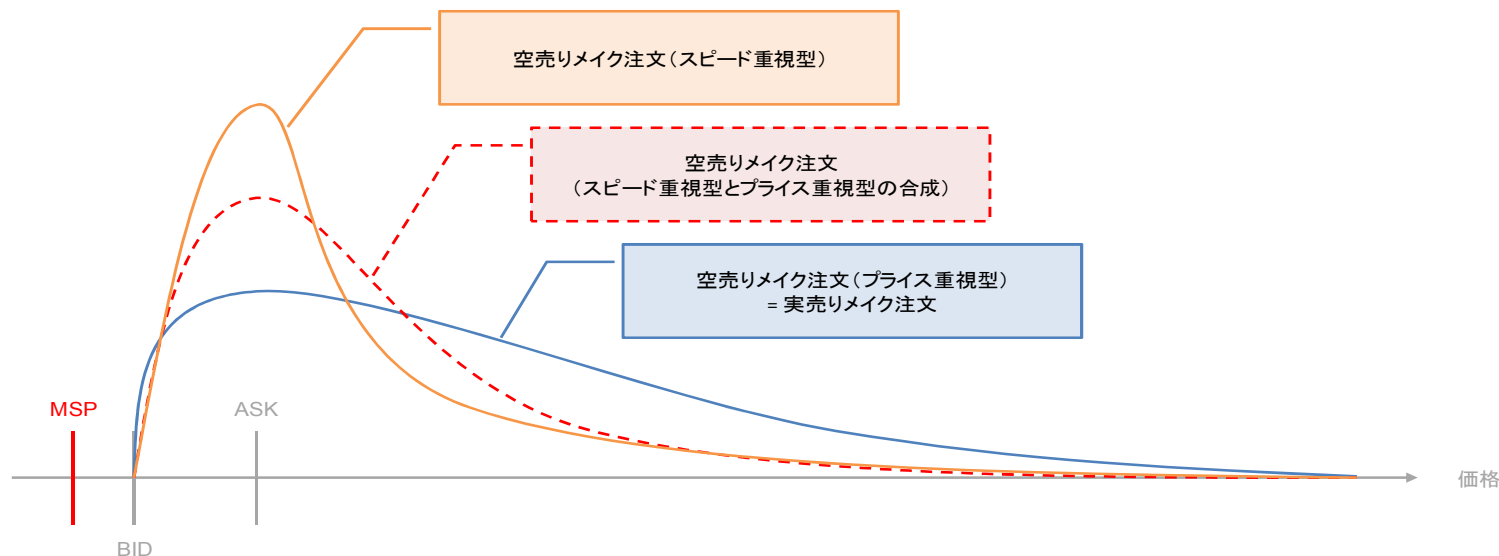 空売りメイク注文（スピード重視型）
空売りメイク注文
（スピード重視型とプライス重視型の合成）
空売りメイク注文（プライス重視型）
= 実売りメイク注文
MSP
ASK
価格
BID